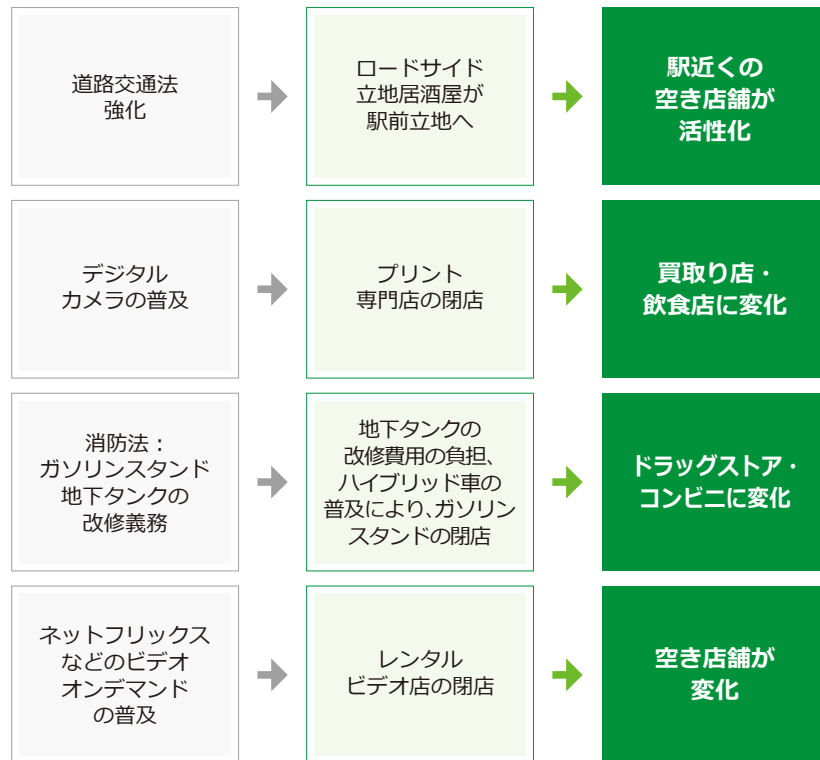 道路交通法
強化
ロードサイド
立地居酒屋が
駅前立地へ
駅近くの
空き店舗が
活性化
デジタル
カメラの普及
プリント
専門店の閉店
買取り店・
飲食店に変化
消防法：
ガソリンスタンド
地下タンクの
改修義務
地下タンクの
改修費用の負担、
ハイブリッド車の
普及により、ガソリン
スタンドの閉店
ドラッグストア・
コンビニに変化
ネットフリックス
などのビデオ
オンデマンド
の普及
レンタル
ビデオ店の閉店
空き店舗が
変化